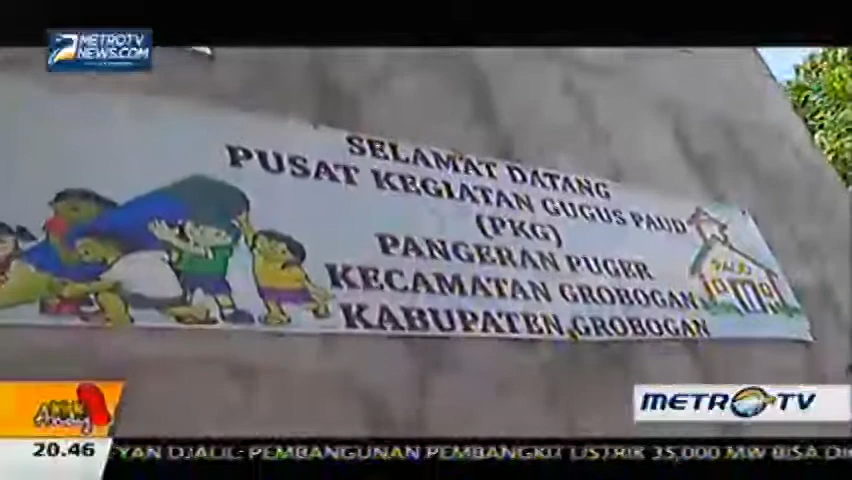 METROTV
NEWS.COM
SELAMAT DATANG
PUSAT KEGIATAN GUGUS PAUD
(PKG)
PANGERAN PUGER
KECAMATAN GROBOGAN
KABUPATEN GROBOGAN
PAUD
METRO TV
20.46
YAN DJALIL - PEMBANGUNAN PEMBANGKIT LISTRIK 35,000 MW BISA